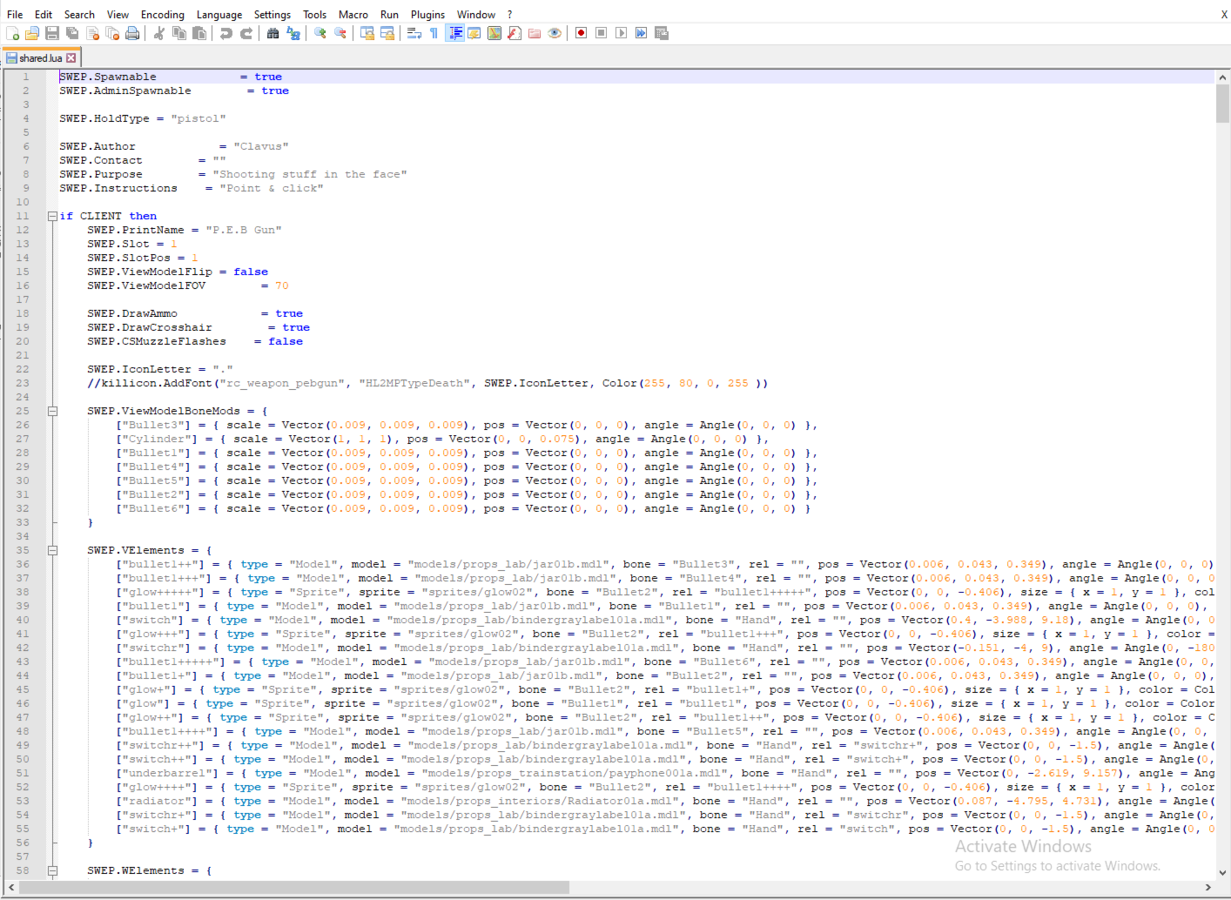 File Edit Search View Encoding Language Settings Tools Macro Run Plugins Window ? X
shared.lua
1 SWEP.Spawnable = true
2 SWEP.AdminSpawnable = true
3
4 SWEP.HoldType = "pistol"
5
6 SWEP.Author = "Clavus"
7 SWEP.Contact = ""
8 SWEP.Purpose = "Shooting stuff in the face"
9 SWEP.Instructions = "Point & click"
10
11 if CLIENT then
12 SWEP.PrintName = "P.E.B Gun"
13 SWEP.Slot = 1
14 SWEP.SlotPos = 1
15 SWEP.ViewModelFlip = false
16 SWEP.ViewModelFOV = 70
17
18 SWEP.DrawAmmo = true
19 SWEP.DrawCrosshair = true
20 SWEP.CSMuzzleFlashes = false
21
22 SWEP.IconLetter = "."
23 //killicon.AddFont("rc_weapon_pebgun", "HL2MPTypeDeath", SWEP.IconLetter, Color(255, 80, 0, 255 ))
24
25 SWEP.ViewModelBoneMods = {
26 ["Bullet3"] = { scale = Vector(0.009, 0.009, 0.009), pos = Vector(0, 0, 0), angle = Angle(0, 0, 0) },
27 ["Cylinder"] = { scale = Vector(1, 1, 1), pos = Vector(0, 0, 0.075), angle = Angle(0, 0, 0) },
28 ["Bullet1"] = { scale = Vector(0.009, 0.009, 0.009), pos = Vector(0, 0, 0), angle = Angle(0, 0, 0) },
29 ["Bullet4"] = { scale = Vector(0.009, 0.009, 0.009), pos = Vector(0, 0, 0), angle = Angle(0, 0, 0) },
30 ["Bullet5"] = { scale = Vector(0.009, 0.009, 0.009), pos = Vector(0, 0, 0), angle = Angle(0, 0, 0) },
31 ["Bullet2"] = { scale = Vector(0.009, 0.009, 0.009), pos = Vector(0, 0, 0), angle = Angle(0, 0, 0) },
32 ["Bullet6"] = { scale = Vector(0.009, 0.009, 0.009), pos = Vector(0, 0, 0), angle = Angle(0, 0, 0) }
33 }
34
35 SWEP.VElements = {
36 ["bullet1++"] = { type = "Model", model = "models/props_lab/jar01b.mdl", bone = "Bullet3", rel = "", pos = Vector(0.006, 0.043, 0.349), angle = Angle(0, 0, 0)
37 ["bullet1+++"] = { type = "Model", model = "models/props_lab/jar01b.mdl", bone = "Bullet4", rel = "", pos = Vector(0.006, 0.043, 0.349), angle = Angle(0, 0, 0
38 ["glow+++++"] = { type = "Sprite", sprite = "sprites/glow02", bone = "Bullet2", rel = "bullet1+++++", pos = Vector(0, 0, -0.406), size = { x = 1, y = 1 }, col
39 ["bullet1"] = { type = "Model", model = "models/props_lab/jar01b.mdl", bone = "Bullet1", rel = "", pos = Vector(0.006, 0.043, 0.349), angle = Angle(0, 0, 0),
40 ["switch"] = { type = "Model", model = "models/props_lab/bindergraylabel01a.mdl", bone = "Hand", rel = "", pos = Vector(0.4, -3.988, 9.18), angle = Angle(0, 0
41 ["glow+++"] = { type = "Sprite", sprite = "sprites/glow02", bone = "Bullet2", rel = "bullet1+++", pos = Vector(0, 0, -0.406), size = { x = 1, y = 1 }, color =
42 ["switchr"] = { type = "Model", model = "models/props_lab/bindergraylabel01a.mdl", bone = "Hand", rel = "", pos = Vector(-0.151, -4, 9), angle = Angle(0, -180
43 ["bullet1+++++"] = { type = "Model", model = "models/props_lab/jar01b.mdl", bone = "Bullet6", rel = "", pos = Vector(0.006, 0.043, 0.349), angle = Angle(0, 0,
44 ["bullet1+"] = { type = "Model", model = "models/props_lab/jar01b.mdl", bone = "Bullet2", rel = "", pos = Vector(0.006, 0.043, 0.349), angle = Angle(0, 0, 0),
45 ["glow+"] = { type = "Sprite", sprite = "sprites/glow02", bone = "Bullet2", rel = "bullet1+", pos = Vector(0, 0, -0.406), size = { x = 1, y = 1 }, color = Col
46 ["glow"] = { type = "Sprite", sprite = "sprites/glow02", bone = "Bullet1", rel = "bullet1", pos = Vector(0, 0, -0.406), size = { x = 1, y = 1 }, color = Color
47 ["glow++"] = { type = "Sprite", sprite = "sprites/glow02", bone = "Bullet2", rel = "bullet1++", pos = Vector(0, 0, -0.406), size = { x = 1, y = 1 }, color = C
48 ["bullet1++++"] = { type = "Model", model = "models/props_lab/jar01b.mdl", bone = "Bullet5", rel = "", pos = Vector(0.006, 0.043, 0.349), angle = Angle(0, 0,
49 ["switchr++"] = { type = "Model", model = "models/props_lab/bindergraylabel01a.mdl", bone = "Hand", rel = "switchr+", pos = Vector(0, 0, -1.5), angle = Angle(
50 ["switch++"] = { type = "Model", model = "models/props_lab/bindergraylabel01a.mdl", bone = "Hand", rel = "switch+", pos = Vector(0, 0, -1.5), angle = Angle(0,
51 ["underbarrel"] = { type = "Model", model = "models/props_trainstation/payphone001a.mdl", bone = "Hand", rel = "", pos = Vector(0, -2.619, 9.157), angle = Ang
52 ["glow++++"] = { type = "Sprite", sprite = "sprites/glow02", bone = "Bullet2", rel = "bullet1++++", pos = Vector(0, 0, -0.406), size = { x = 1, y = 1 }, color
53 ["radiator"] = { type = "Model", model = "models/props_interiors/Radiator01a.mdl", bone = "Hand", rel = "", pos = Vector(0.087, -4.795, 4.731), angle = Angle(
54 ["switchr+"] = { type = "Model", model = "models/props_lab/bindergraylabel01a.mdl", bone = "Hand", rel = "switchr", pos = Vector(0, 0, -1.5), angle = Angle(0,
55 ["switch+"] = { type = "Model", model = "models/props_lab/bindergraylabel01a.mdl", bone = "Hand", rel = "switch", pos = Vector(0, 0, -1.5), angle = Angle(0, 0
56 }
57
58 SWEP.WElements = {
Activate Windows
Go to Settings to activate Windows.